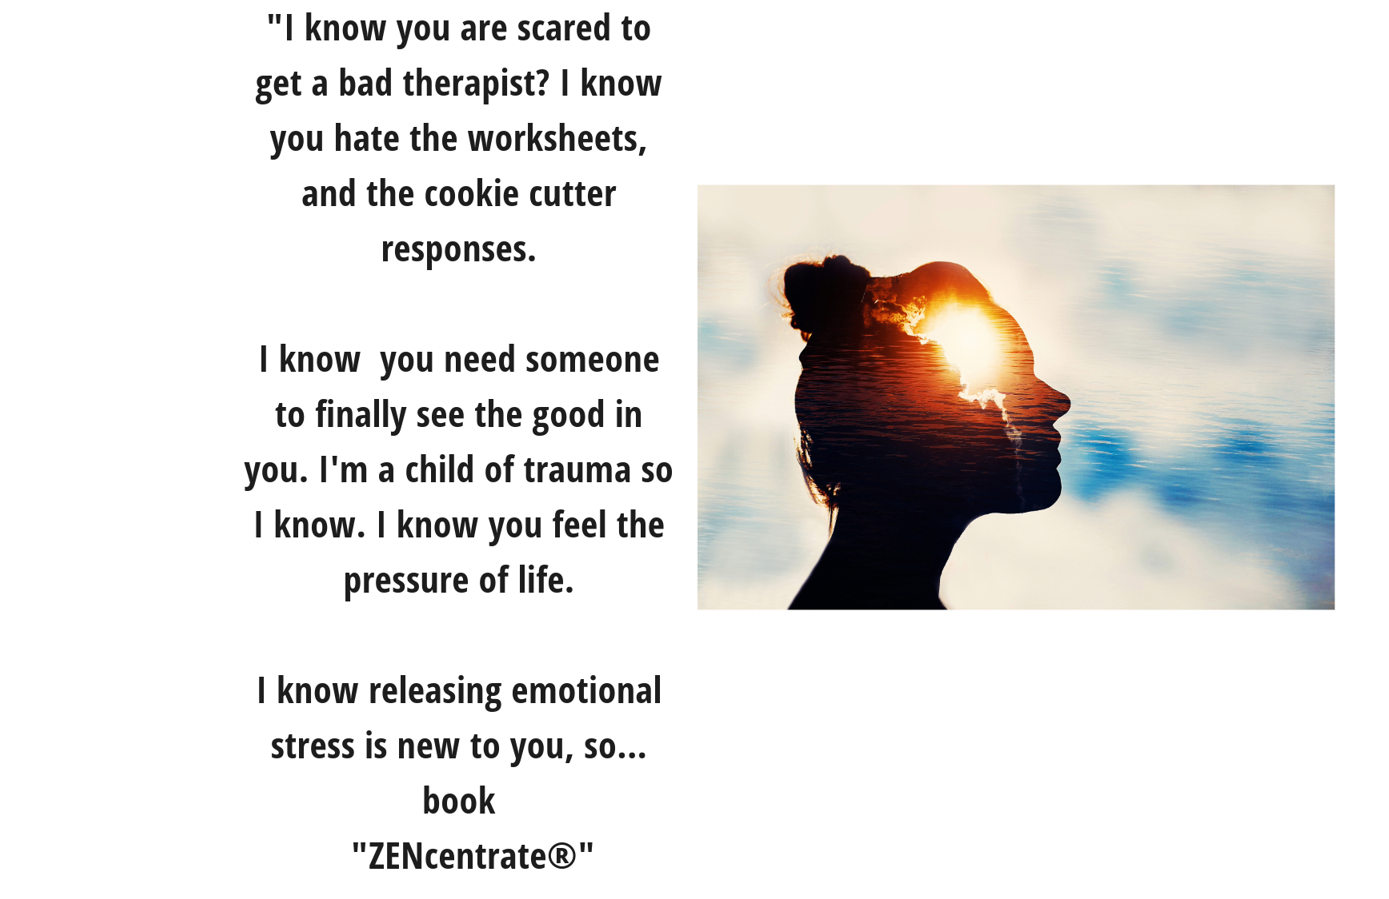 "I know you are scared to
get a bad therapist? I know
you hate the worksheets,
and the cookie cutter
responses.
I know  you need someone
to finally see the good in
you. I'm a child of trauma so
I know. I know you feel the
pressure of life.
I know releasing emotional
stress is new to you, so...
book
"ZENcentrate®"